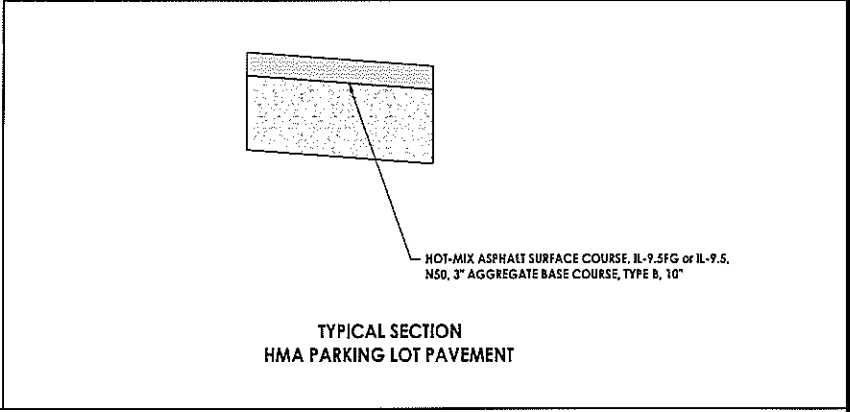 HOT-MIX ASPHALT SURFACE COURSE, IL-9.5FG or IL-9.5,
N50, 3" AGGREGATE BASE COURSE, TYPE B, 10"
TYPICAL SECTION
HMA PARKING LOT PAVEMENT